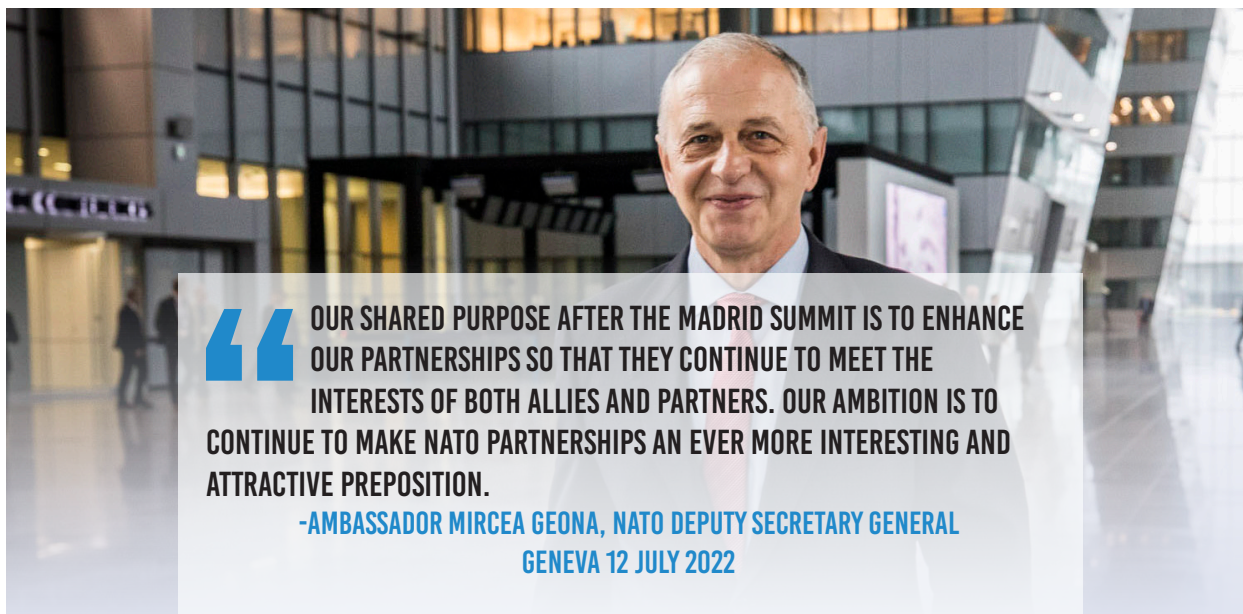 “
OUR SHARED PURPOSE AFTER THE MADRID SUMMIT IS TO ENHANCE
OUR PARTNERSHIPS SO THAT THEY CONTINUE TO MEET THE
INTERESTS OF BOTH ALLIES AND PARTNERS. OUR AMBITION IS TO
CONTINUE TO MAKE NATO PARTNERSHIPS AN EVER MORE INTERESTING AND
ATTRACTIVE PREPOSITION.
-AMBASSADOR MIRCEA GEONA, NATO DEPUTY SECRETARY GENERAL
GENEVA 12 JULY 2022